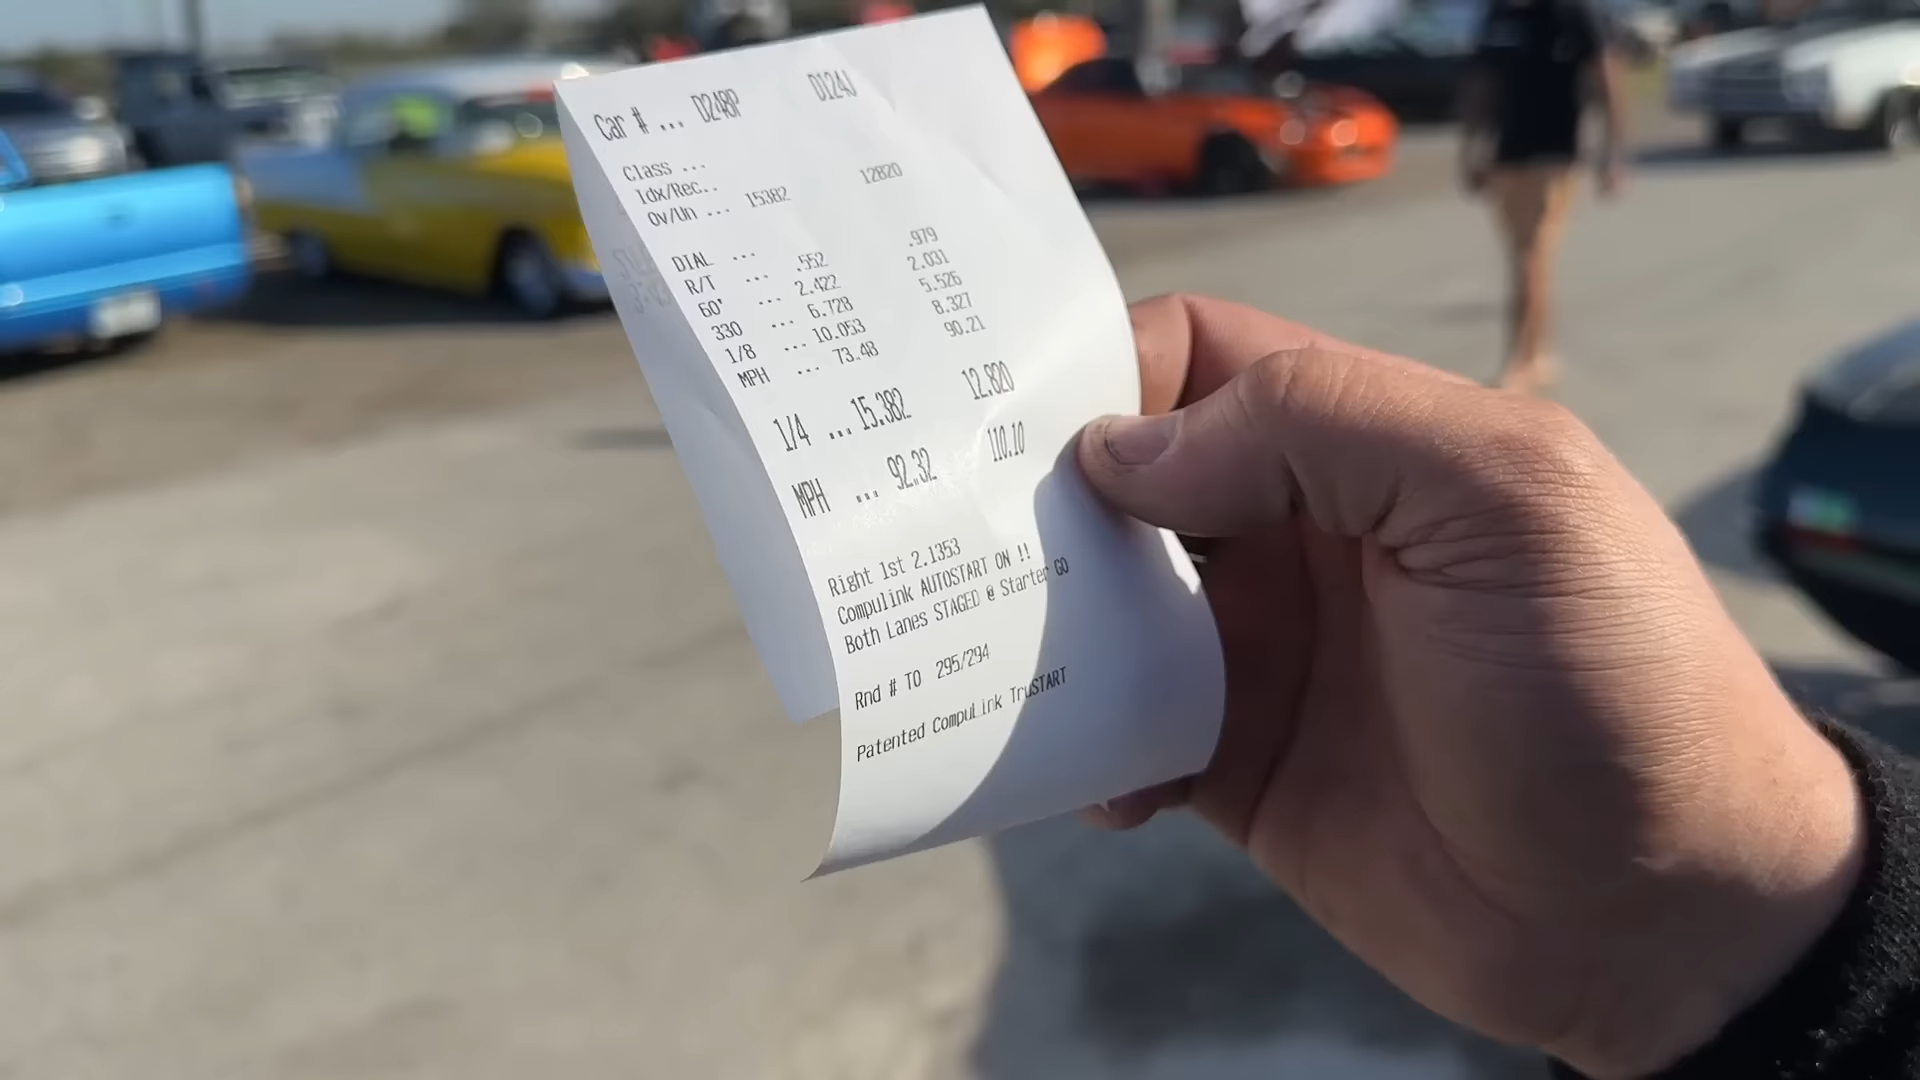 Car # ... D248P D124J
Class ...
Idx/Rec..
Ov/Un ... 15382 12820
DIAL ...
R/T ... .552 .979
60' ... 2.422 2.031
330 ... 6.728 5.526
1/8 ... 10.053 8.327
MPH ... 73.48 90.21
1/4 ... 15.382 12.820
MPH ... 92.32 110.10
Right 1st 2.1353
Compulink AUTOSTART ON !!
Both Lanes STAGED @ Starter GO
Rnd # TO 295/294
Patented CompuLink TruSTART